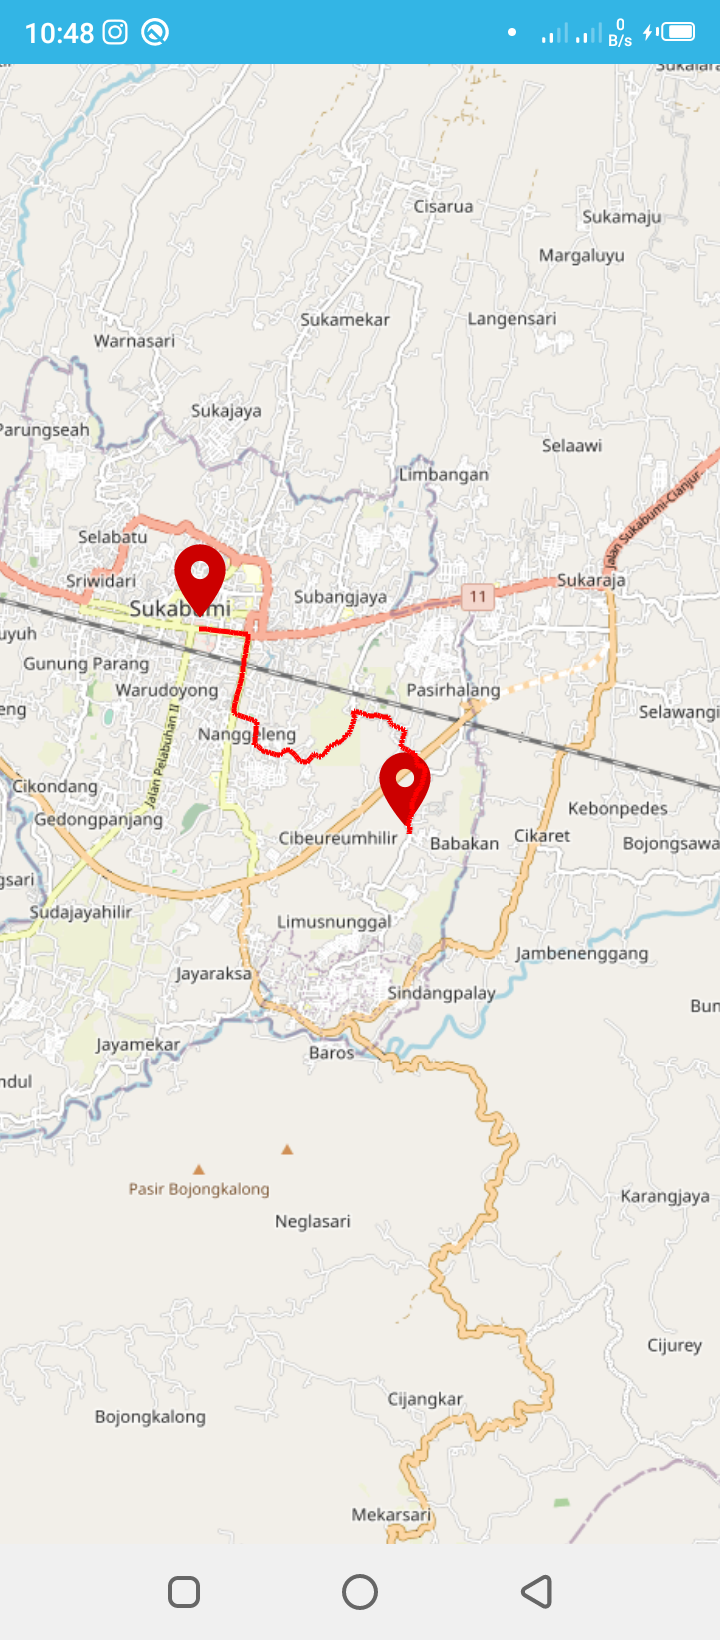 10:48
0
B/s
Cisarua
Sukamaju
Margaluyu
Sukamekar
Langensari
Warnasari
Sukajaya
Parungseah
Selaawi
Limbangan
Jalan Sukabumi-Cianjur
Selabatu
Sriwidari
Sukaraja
11
Subangjaya
Sukabumi
uyuh
Gunung Parang
Warudoyong
Pasirhalang
eng
Selawangi
Nanggeleng
Jalan Pelabuhan II
Cikondang
Kebonpedes
Gedongpanjang
Cibeureumhilir
Babakan
Cikaret
Bojongsawa
gsari
Sudajayahilir
Limusnunggal
Jambenenggang
Jayaraksa
Sindangpalay
Bun
Jayamekar
Baros
ndul
Pasir Bojongkalong
Karangjaya
Neglasari
Cijurey
Cijangkar
Bojongkalong
Mekarsari